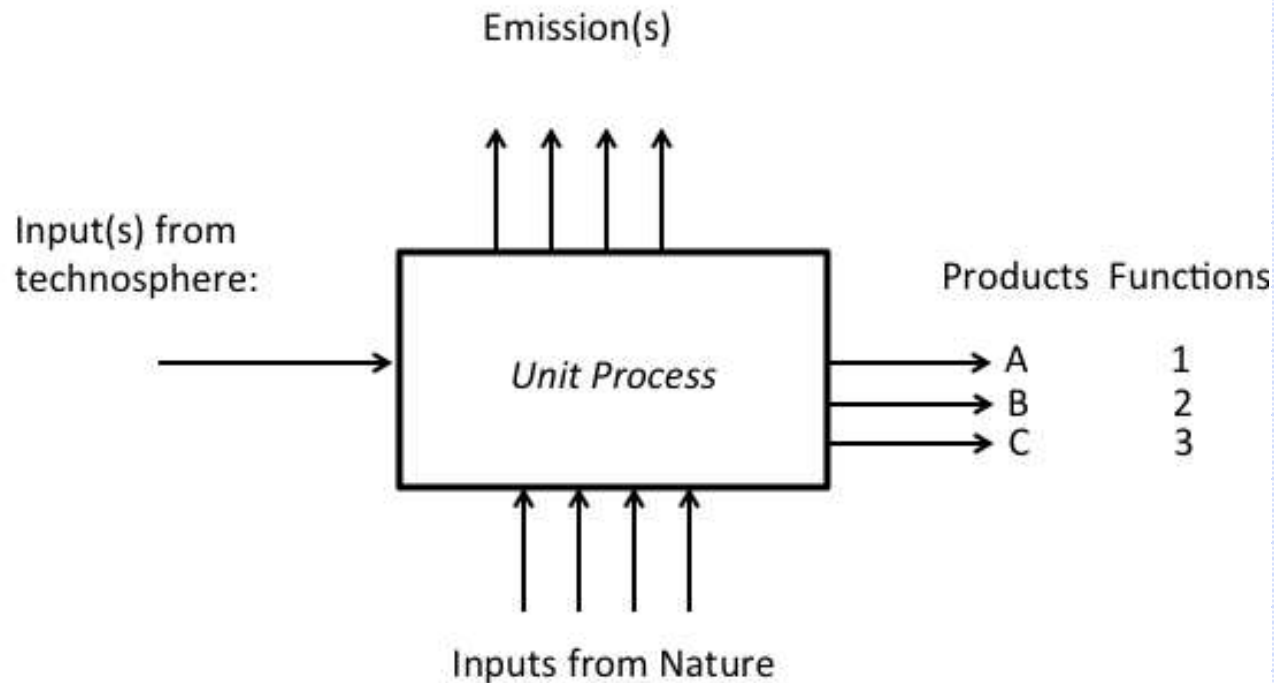 Emission(s)
Input(s) from
technosphere:
Products Functions
Unit Process
A 1
B 2
C 3
Inputs from Nature